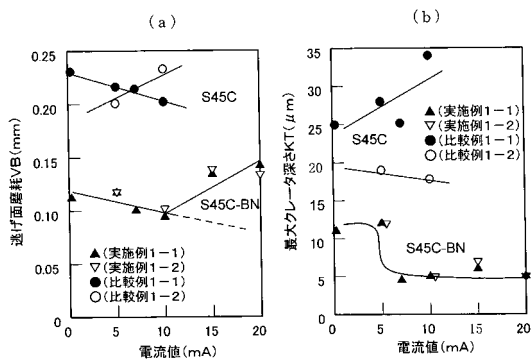 (a)
0.25
0.20
0.15
0.10
0.05
0.00
逃げ面磨耗VB(mm)
S45C
S45C-BN
▲(実施例1−1)
▽(実施例1−2)
●(比較例1−1)
○(比較例1−2)
0 5 10 15 20
電流値(mA)
(b)
35
30
25
20
15
10
5
0
最大クレータ深さKT(μm)
▲(実施例1−1)
▽(実施例1−2)
●(比較例1−1)
○(比較例1−2)
S45C
S45C-BN
0 5 10 15 20
電流値(mA)